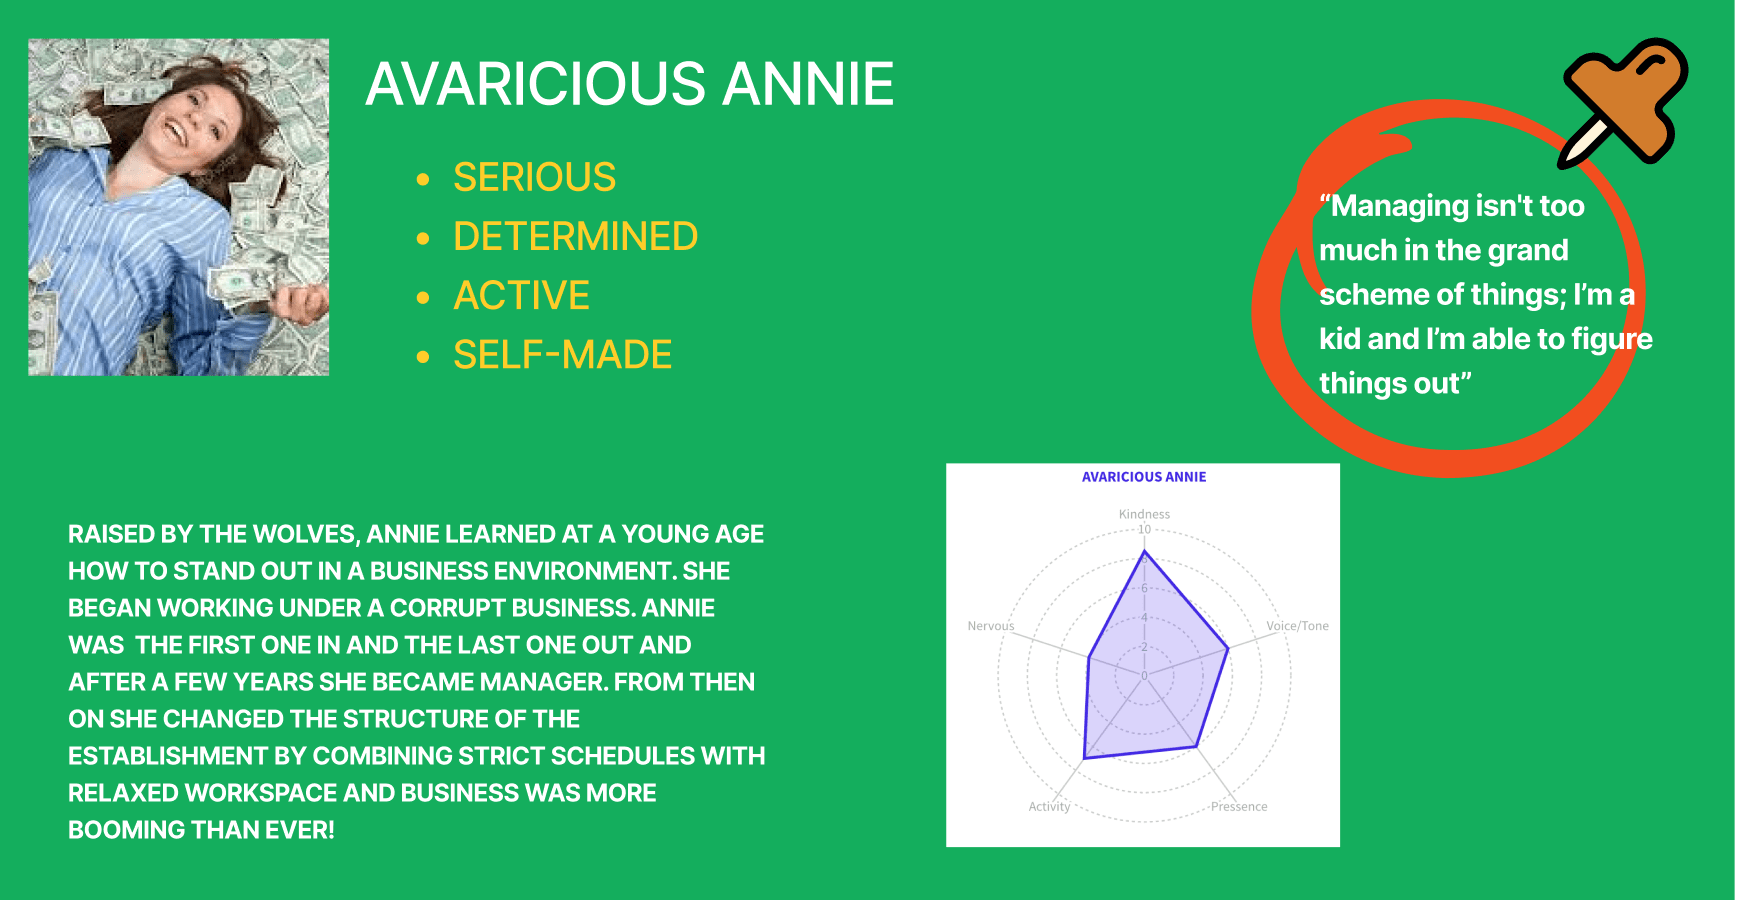 AVARICIOUS ANNIE
SERIOUS
DETERMINED
ACTIVE
SELF-MADE
“Managing isn't too
much in the grand
scheme of things; I’m a
kid and I’m able to figure
things out”
RAISED BY THE WOLVES, ANNIE LEARNED AT A YOUNG AGE
HOW TO STAND OUT IN A BUSINESS ENVIRONMENT. SHE
BEGAN WORKING UNDER A CORRUPT BUSINESS. ANNIE
WAS  THE FIRST ONE IN AND THE LAST ONE OUT AND
AFTER A FEW YEARS SHE BECAME MANAGER. FROM THEN
ON SHE CHANGED THE STRUCTURE OF THE
ESTABLISHMENT BY COMBINING STRICT SCHEDULES WITH
RELAXED WORKSPACE AND BUSINESS WAS MORE
BOOMING THAN EVER!
AVARICIOUS ANNIE
Kindness
10
8
6
4
2
0
Nervous
Voice/Tone
Activity
Pressence